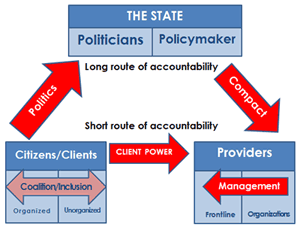 THE STATE
Politicians Policymaker
Long route of accountability
Politics
Compact
Short route of accountability
Citizens/Clients
CLIENT POWER
Providers
Coalition/Inclusion
Management
Organized Unorganized
Frontline Organizations